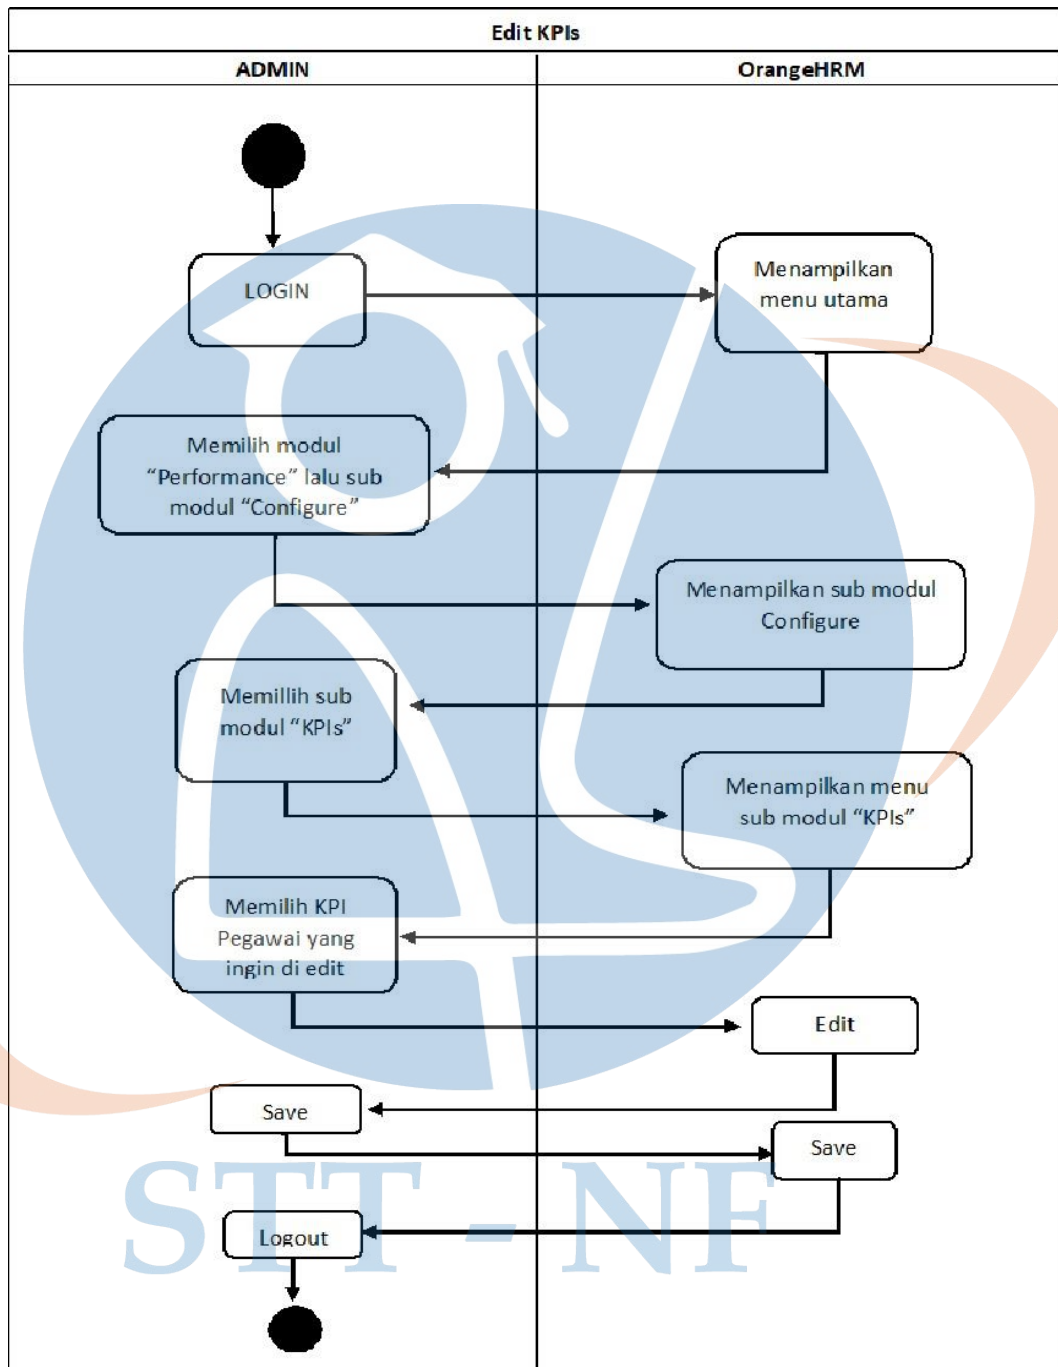 Edit KPIs
ADMIN
OrangeHRM
LOGIN
Menampilkan
menu utama
Memilih modul
“Performance” lalu sub
modul “Configure”
Menampilkan sub modul
Configure
Memillih sub
modul “KPIs”
Menampilkan menu
sub modul “KPIs”
Memilih KPI
Pegawai yang
ingin di edit
Edit
Save
Save
Logout
STT - NF